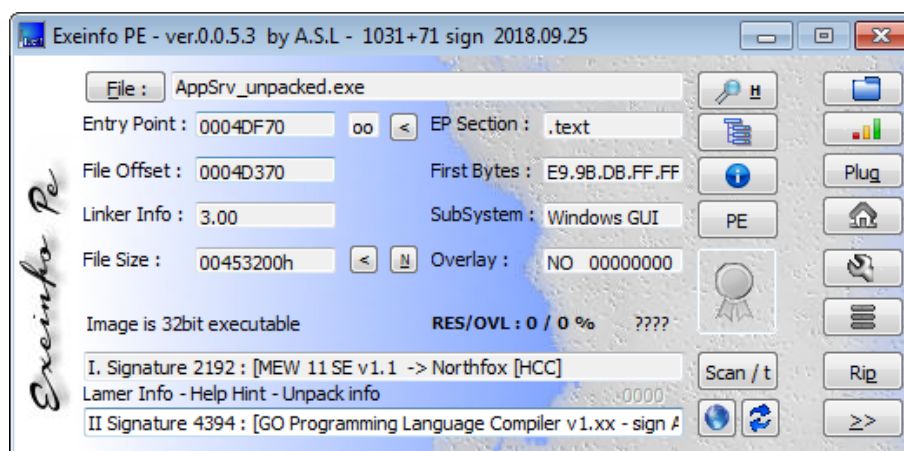 Exeinfo PE - ver.0.0.5.3 by A.S.L - 1031+71 sign 2018.09.25
File : AppSrv_unpacked.exe H
Entry Point : 0004DF70 oo < EP Section : .text
File Offset : 0004D370 First Bytes : E9.9B.DB.FF.FF Plug
Linker Info : 3.00 SubSystem : Windows GUI PE
File Size : 00453200h < N Overlay : NO 00000000
Exeinfo Pe
Image is 32bit executable RES/OVL : 0 / 0 % ????
I. Signature 2192 : [MEW 11 SE v1.1 -> Northfox [HCC] Scan / t Rip
Lamer Info - Help Hint - Unpack info 0000
II Signature 4394 : [GO Programming Language Compiler v1.xx - sign >>